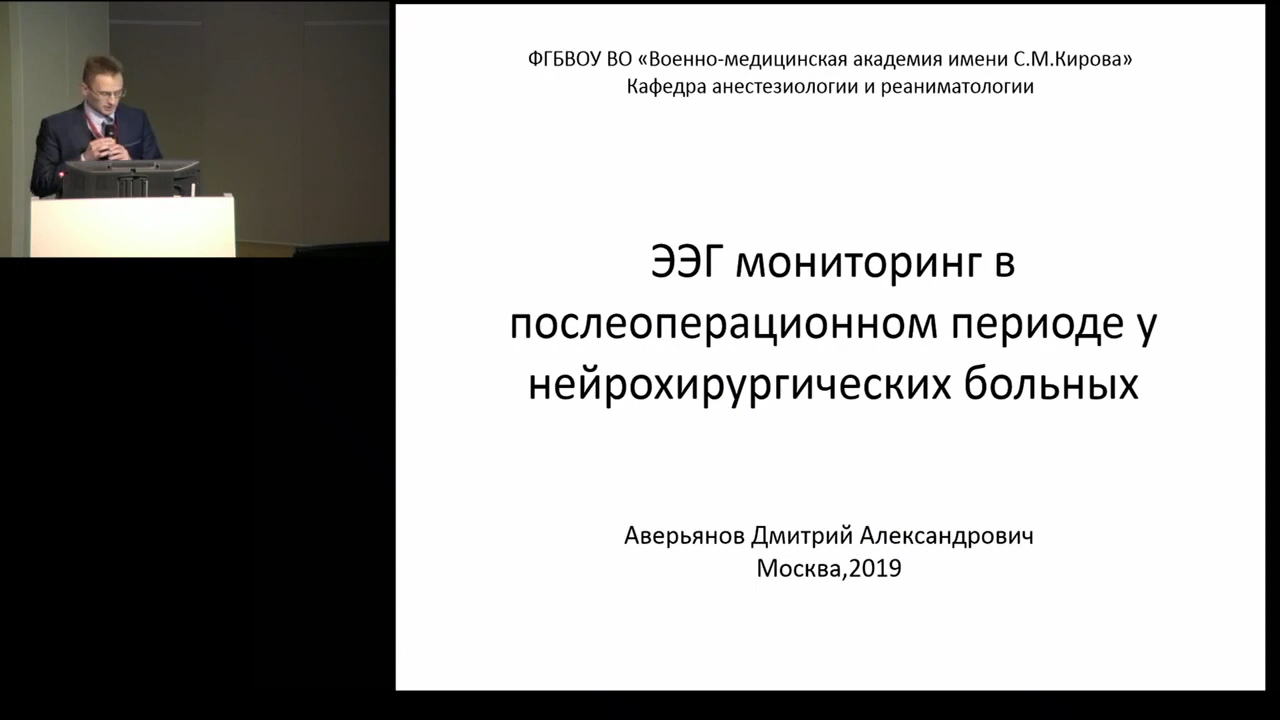 ФГБВОУ ВО «Военно-медицинская академия имени С.М.Кирова»
Кафедра анестезиологии и реаниматологии
ЭЭГ мониторинг в
послеоперационном периоде у
нейрохирургических больных
Аверьянов Дмитрий Александрович
Москва,2019